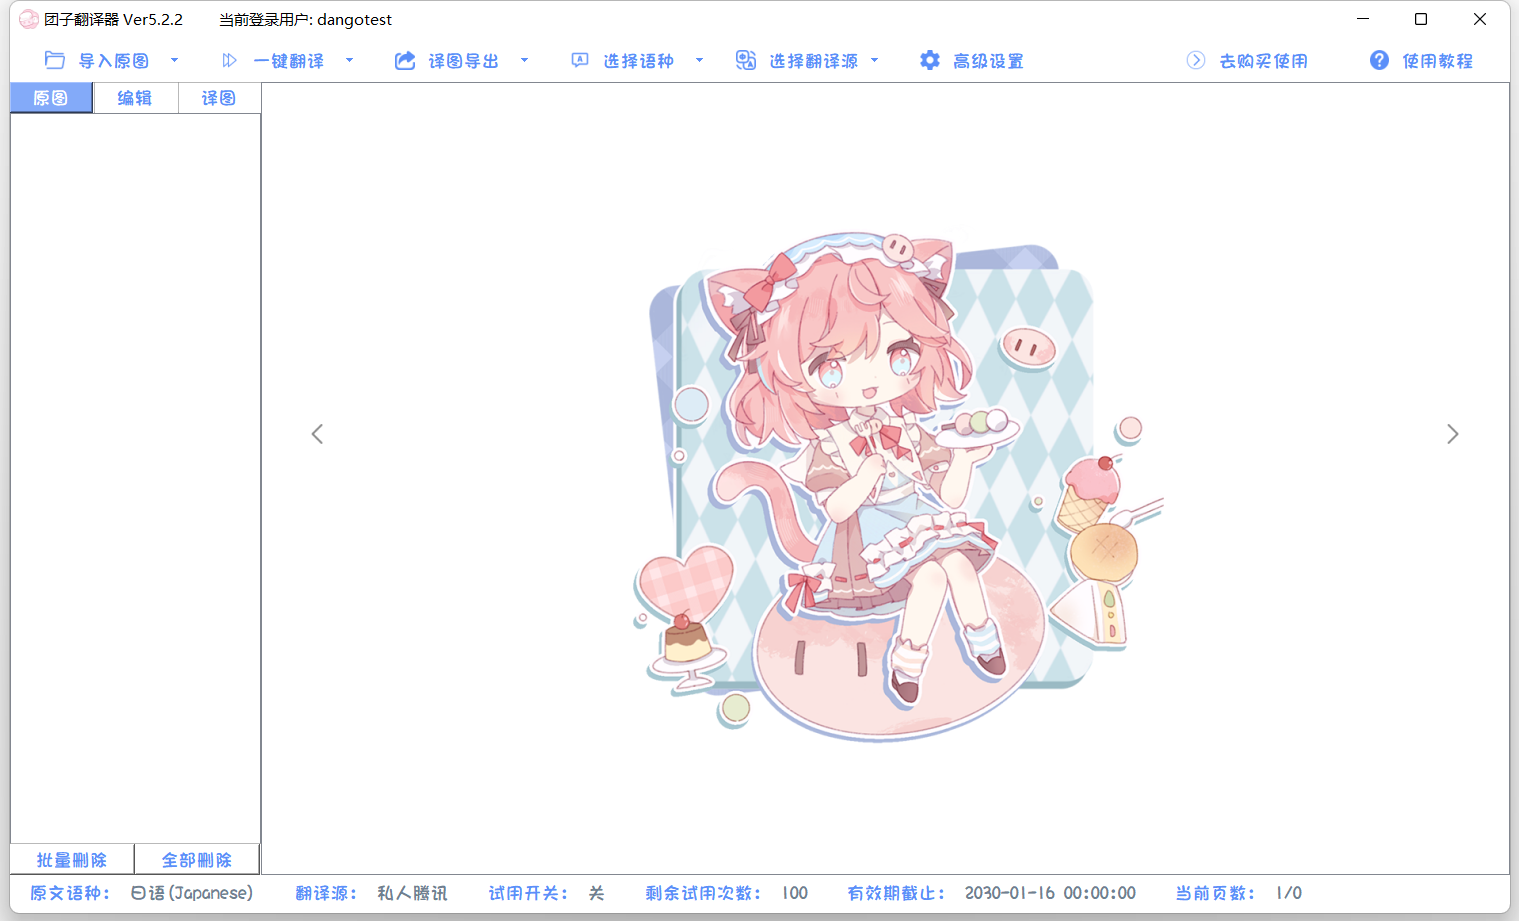 团子翻译器 Ver5.2.2 当前登录用户: dangotest
导入原图 一键翻译 译图导出 选择语种 选择翻译源 高级设置 去购买使用 使用教程
原图 编辑 译图
批量删除 全部删除
原文语种： 日语(Japanese) 翻译源： 私人腾讯 试用开关： 关 剩余试用次数： 100 有效期截止： 2030-01-16 00:00:00 当前页数： 1/0